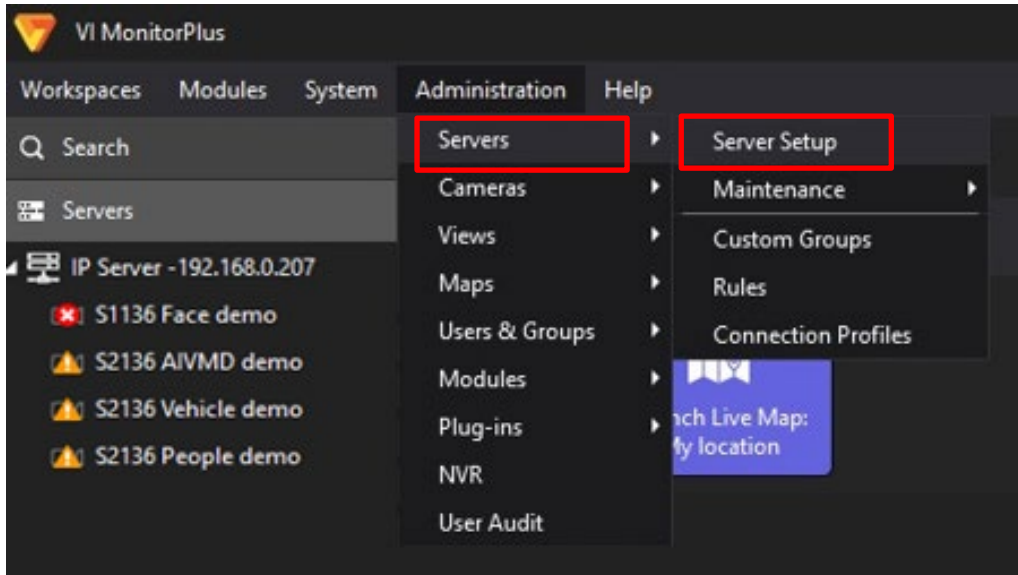 VI MonitorPlus
Workspaces Modules System Administration Help
Search
Servers
IP Server -192.168.0.207
S1136 Face demo
S2136 AIVMD demo
S2136 Vehicle demo
S2136 People demo
Servers
Cameras
Views
Maps
Users & Groups
Modules
Plug-ins
NVR
User Audit
Server Setup
Maintenance
Custom Groups
Rules
Connection Profiles
Live Map:
location